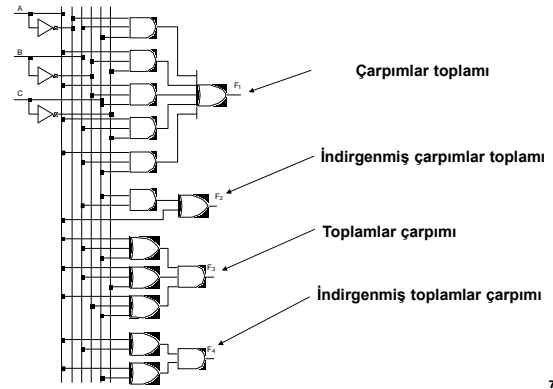 A
B
C
F1
Çarpımlar toplamı
F2
İndirgenmiş çarpımlar toplamı
F3
Toplamlar çarpımı
F4
İndirgenmiş toplamlar çarpımı
7